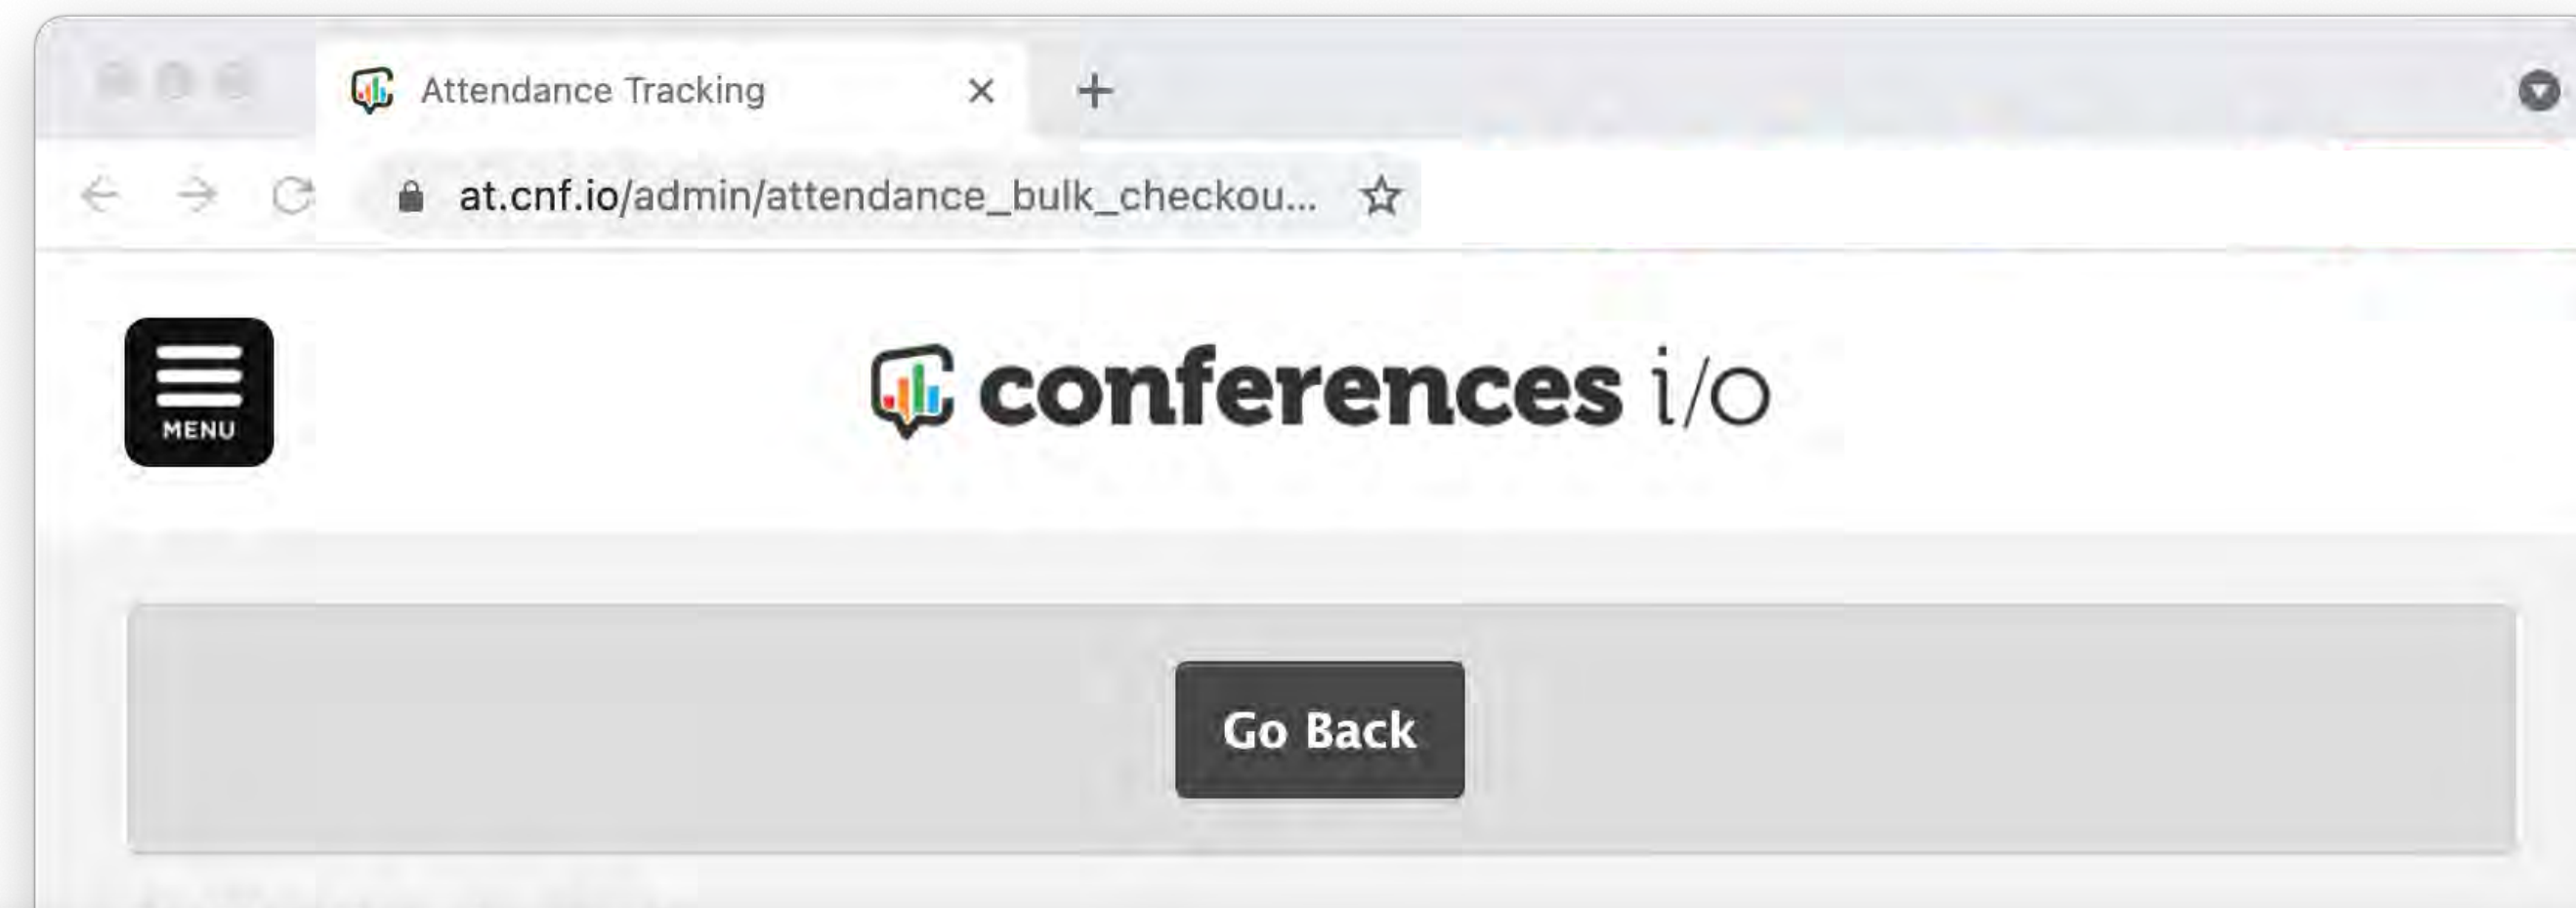 Attendance Tracking
at.cnf.io/admin/attendance_bulk_checkou...
MENU
conferences i/o
Go Back